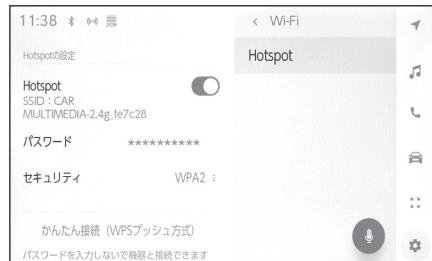 11:38
DCM
Hotspotの設定
Hotspot
SSID：CAR
MULTIMEDIA-2.4g_fe7c28
パスワード **********
セキュリティ WPA2
かんたん接続（WPSプッシュ方式）
パスワードを入力しないで機器と接続できます
< Wi-Fi
Hotspot